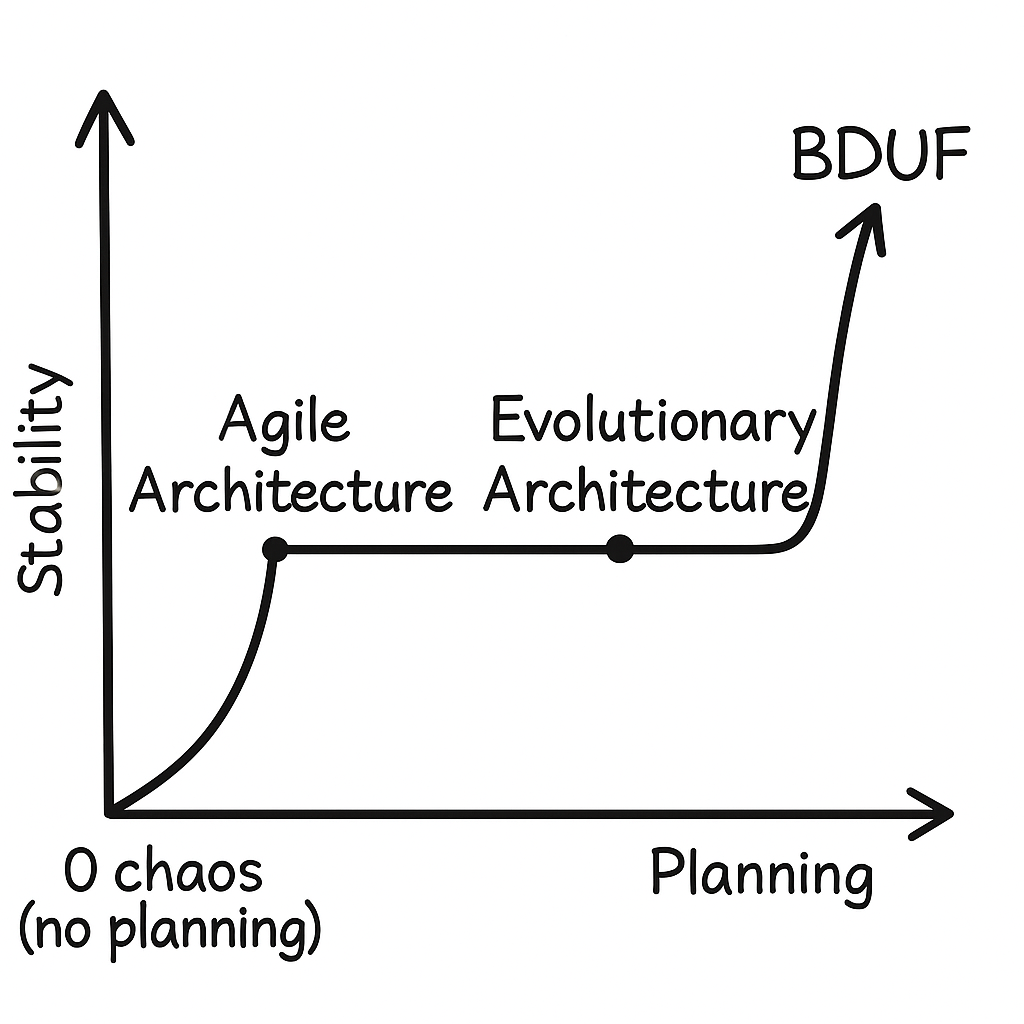 BDUF
Stability
Agile
Architecture
Evolutionary
Architecture
0 chaos
(no planning)
Planning